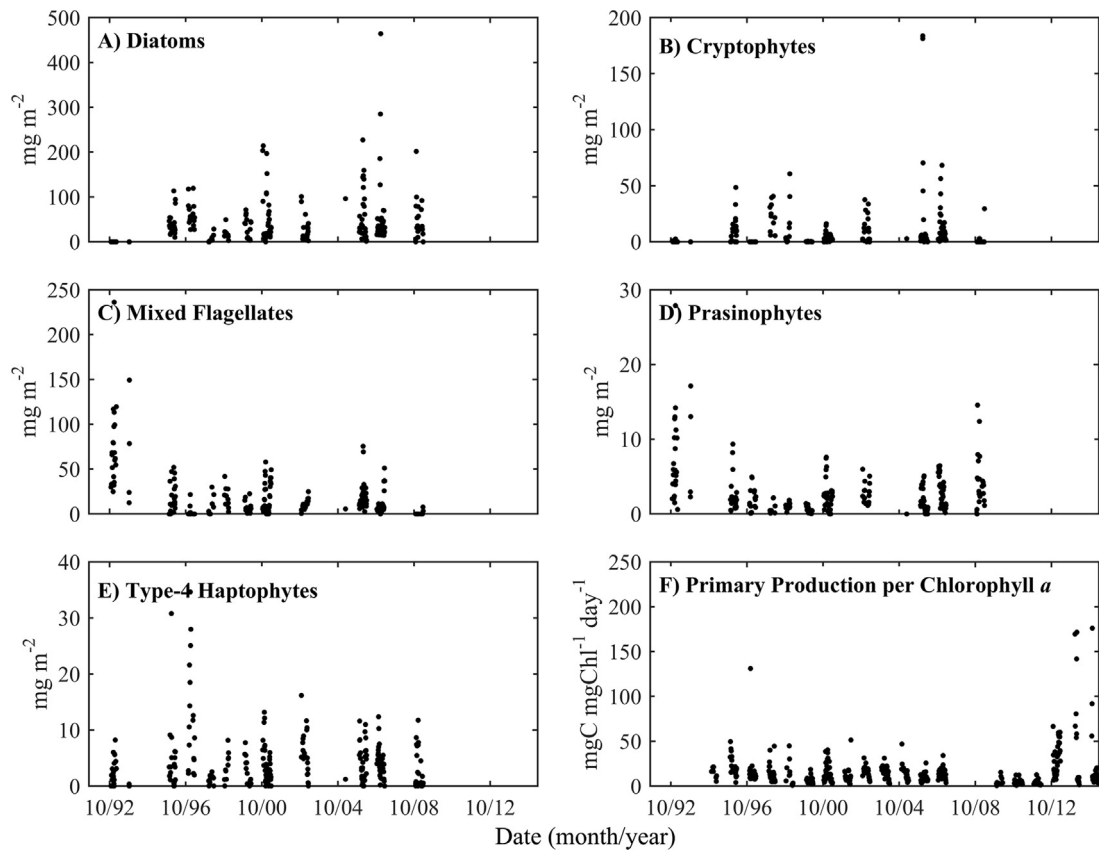 500
400
300
200
100
0
mg m⁻²
A) Diatoms
200
150
100
50
0
mg m⁻²
B) Cryptophytes
250
200
150
100
50
0
mg m⁻²
C) Mixed Flagellates
30
20
10
0
mg m⁻²
D) Prasinophytes
40
30
20
10
0
mg m⁻²
E) Type-4 Haptophytes
10/92 10/96 10/00 10/04 10/08 10/12
250
200
150
100
50
0
mgC mgChl⁻¹ day⁻¹
F) Primary Production per Chlorophyll a
10/92 10/96 10/00 10/04 10/08 10/12
Date (month/year)